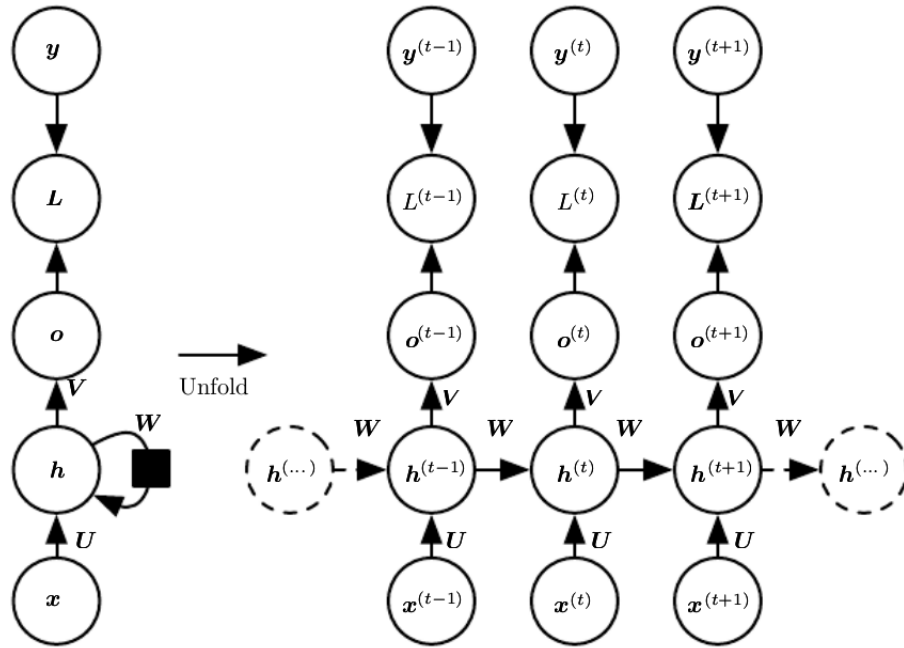 y y^(t−1) y^(t) y^(t+1)
L L^(t−1) L^(t) L^(t+1)
o o^(t−1) o^(t) o^(t+1)
Unfold
V V V V
W W W W W
h h^(...) h^(t−1) h^(t) h^(t+1) h^(...)
U U U U
x x^(t−1) x^(t) x^(t+1)